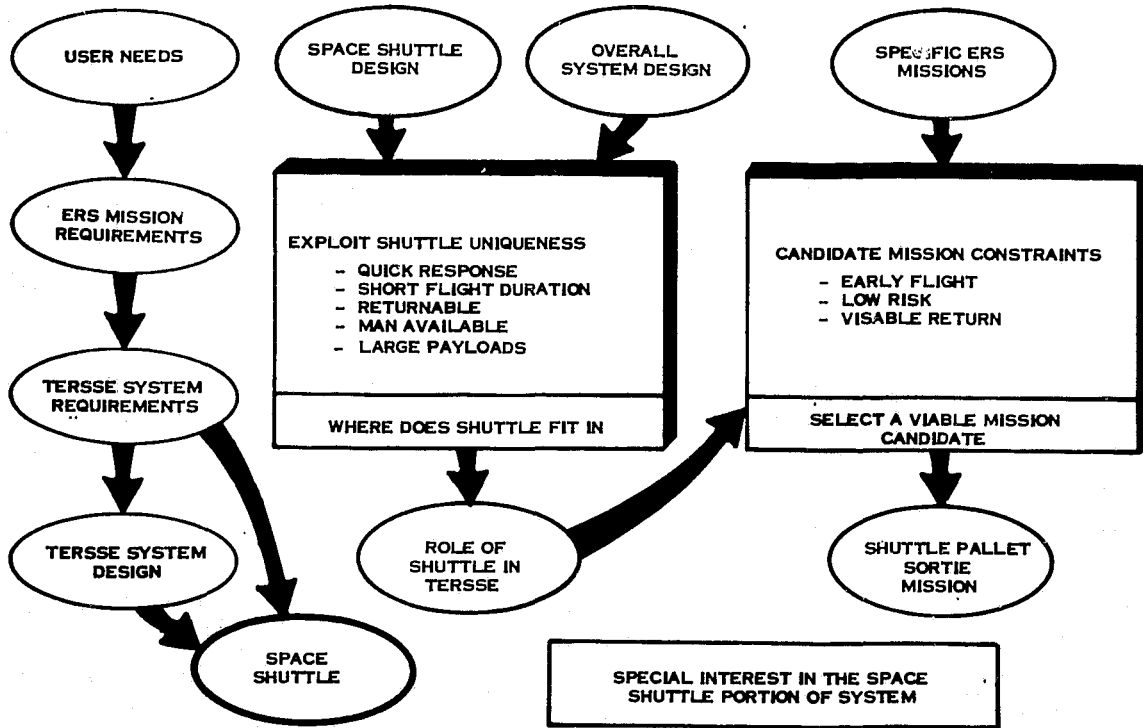 USER NEEDS
SPACE SHUTTLE
DESIGN
OVERALL
SYSTEM DESIGN
SPECIFIC ERS
MISSIONS
ERS MISSION
REQUIREMENTS
TERSSE SYSTEM
REQUIREMENTS
TERSSE SYSTEM
DESIGN
SPACE
SHUTTLE
EXPLOIT SHUTTLE UNIQUENESS
- QUICK RESPONSE
- SHORT FLIGHT DURATION
- RETURNABLE
- MAN AVAILABLE
- LARGE PAYLOADS
WHERE DOES SHUTTLE FIT IN
ROLE OF
SHUTTLE IN
TERSSE
CANDIDATE MISSION CONSTRAINTS
- EARLY FLIGHT
- LOW RISK
- VISABLE RETURN
SELECT A VIABLE MISSION
CANDIDATE
SHUTTLE PALLET
SORTIE
MISSION
SPECIAL INTEREST IN THE SPACE
SHUTTLE PORTION OF SYSTEM